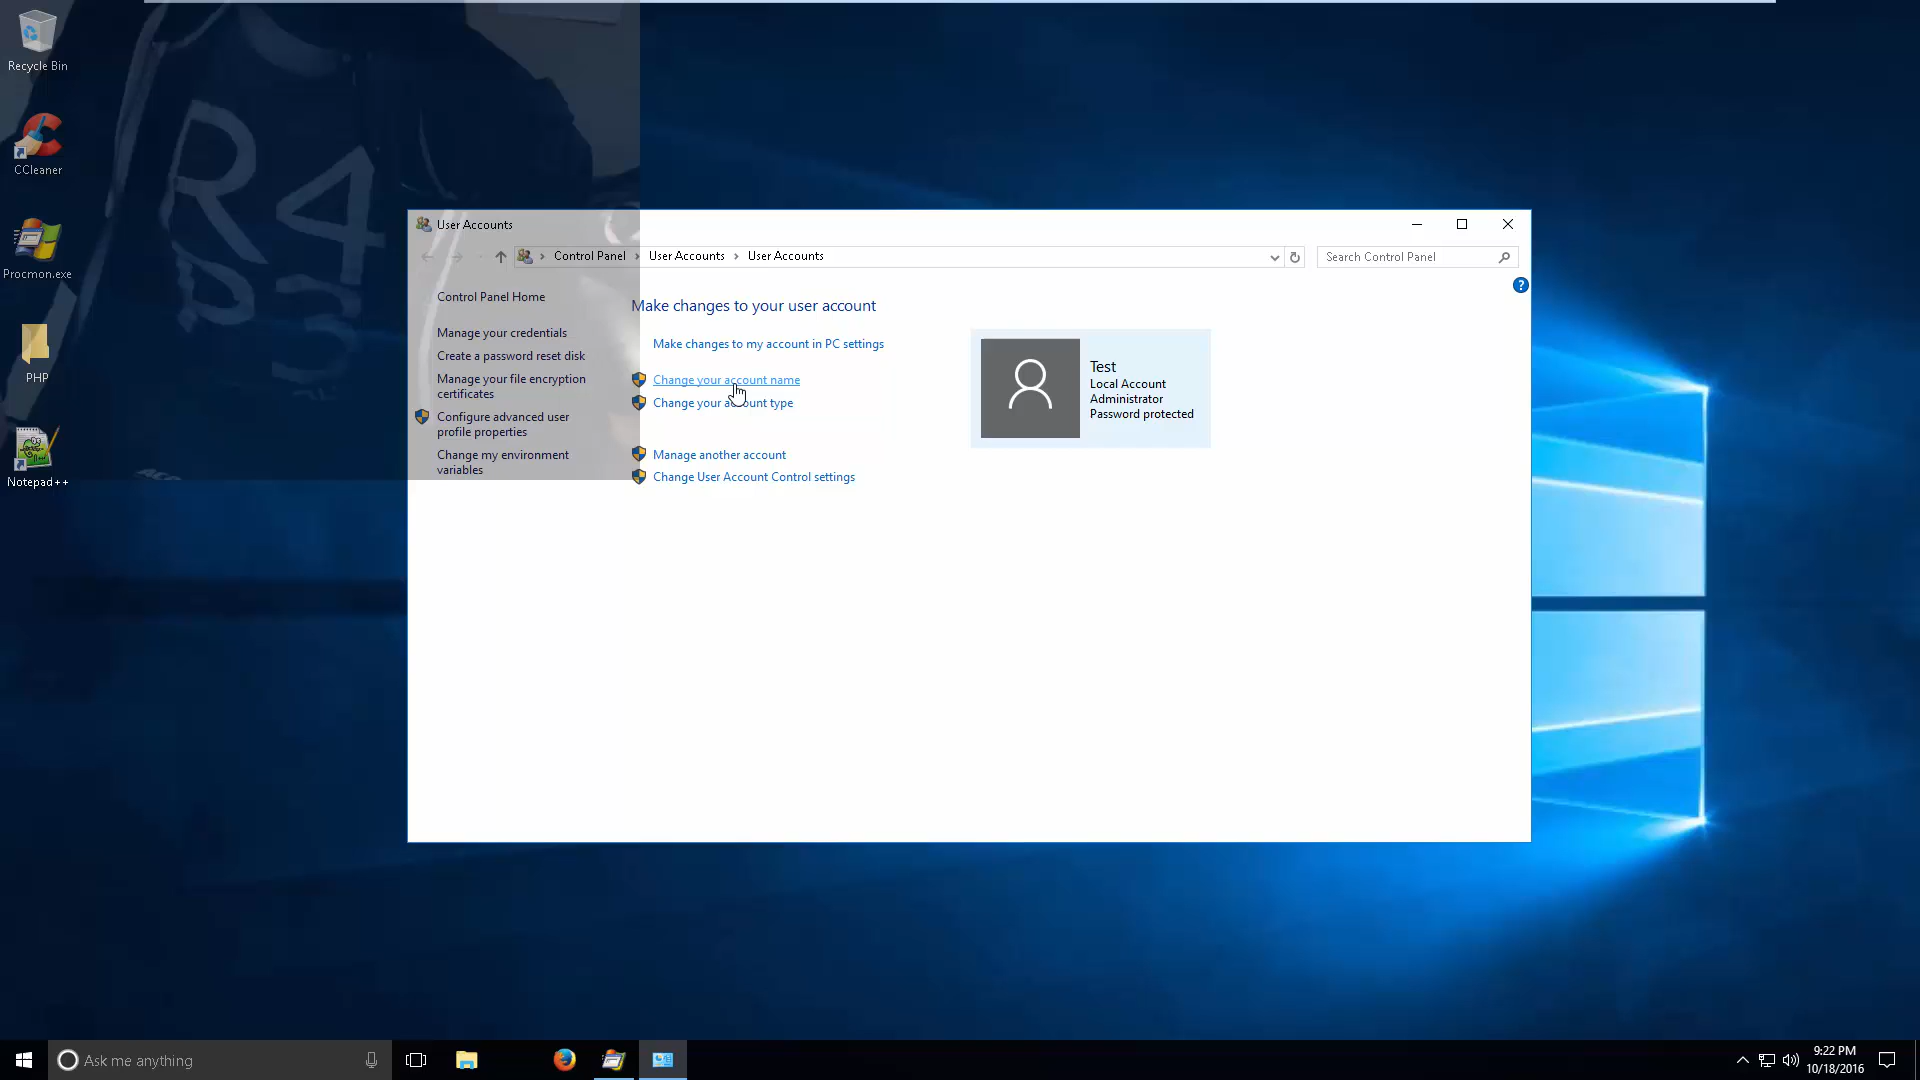 Recycle Bin
CCleaner
Procmon.exe
PHP
Notepad++
R4
User Accounts
Control Panel > User Accounts > User Accounts
Search Control Panel
?
Control Panel Home
Manage your credentials
Create a password reset disk
Manage your file encryption
certificates
Configure advanced user
profile properties
Change my environment
variables
Make changes to your user account
Make changes to my account in PC settings
Change your account name
Change your account type
Manage another account
Change User Account Control settings
Test
Local Account
Administrator
Password protected
Ask me anything
9:22 PM
10/18/2016